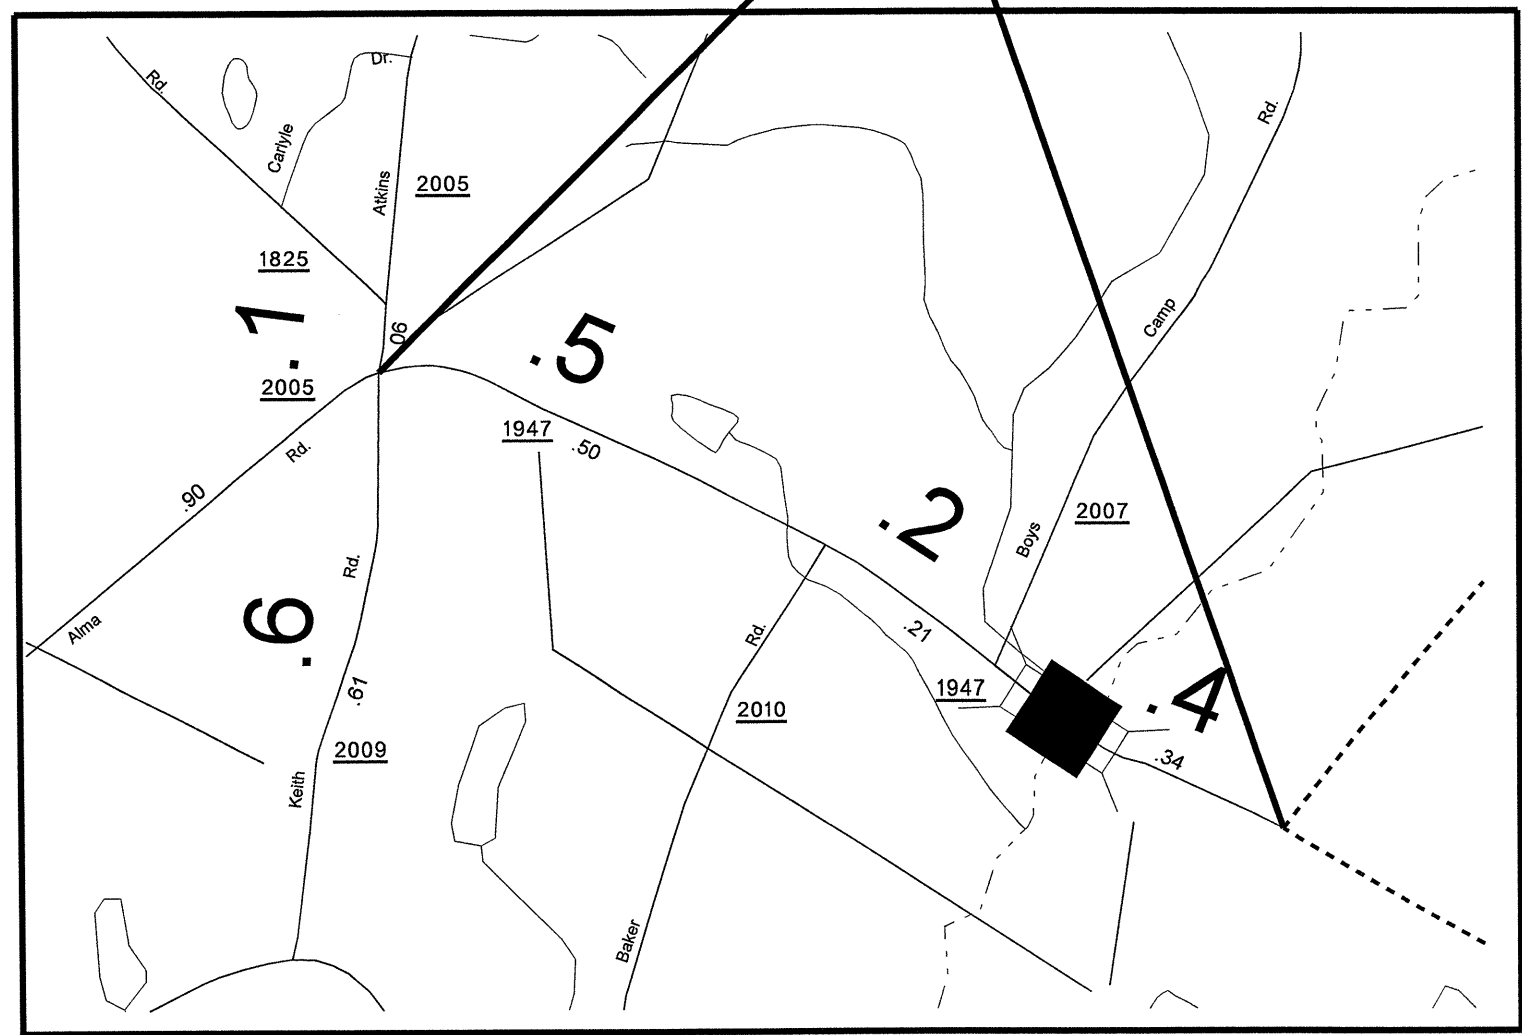 Dr.
Rd.
Rd.
Carlyle
Atkins
2005
1825
.1
.06
Camp
.5
2005
1947
.50
Rd.
.90
.2
2007
Boys
Rd.
Alma
.6
.21
Rd.
.61
1947
.4
2010
2009
.34
Keith
Baker